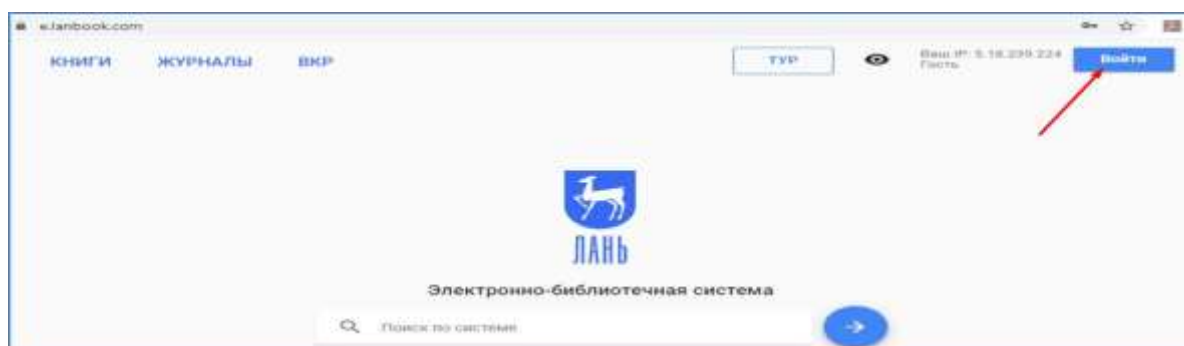 e.lanbook.com
КНИГИ ЖУРНАЛЫ ВКР ТУР Ваш IP: 5.18.239.224 Войти
Гость
ЛАНЬ
Электронно-библиотечная система
Поиск по системе